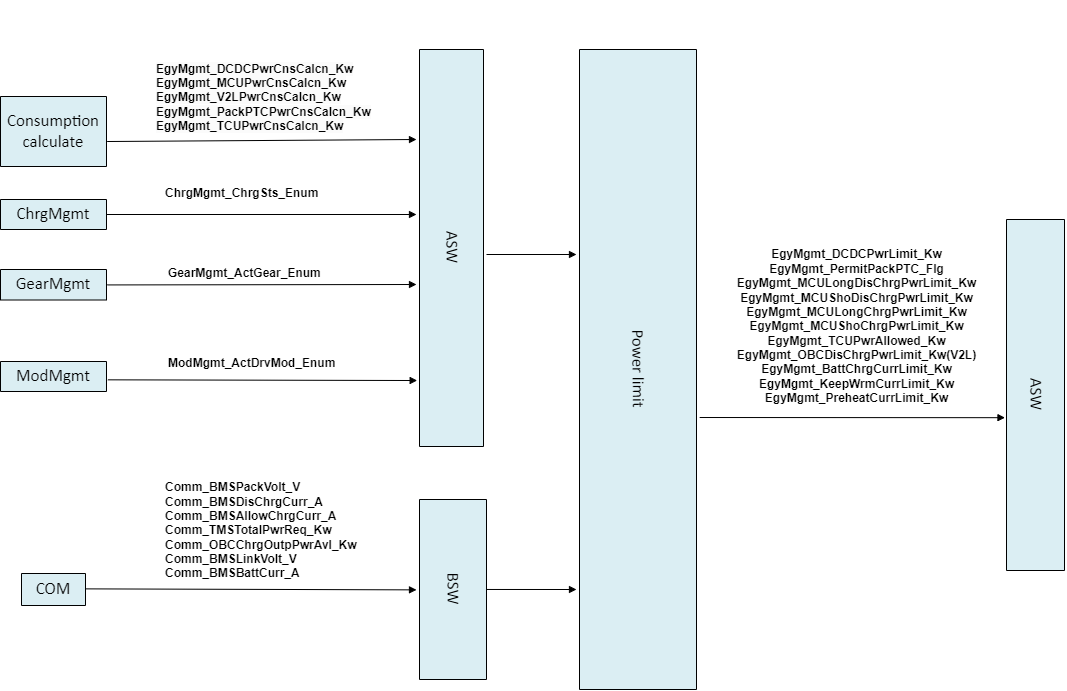 EgyMgmt_DCDCPwrCnsCalcn_Kw
EgyMgmt_MCUPwrCnsCalcn_Kw
EgyMgmt_V2LPwrCnsCalcn_Kw
EgyMgmt_PackPTCPwrCnsCalcn_Kw
EgyMgmt_TCUPwrCnsCalcn_Kw
Consumption
calculate
ChrgMgmt_ChrgSts_Enum
ChrgMgmt
GearMgmt_ActGear_Enum
GearMgmt
ModMgmt_ActDrvMod_Enum
ModMgmt
ASW
Comm_BMSPackVolt_V
Comm_BMSDisChrgCurr_A
Comm_BMSAllowChrgCurr_A
Comm_TMSTotalPwrReq_Kw
Comm_OBCChrgOutpPwrAvl_Kw
Comm_BMSLinkVolt_V
Comm_BMSBattCurr_A
COM
BSW
Power limit
EgyMgmt_DCDCPwrLimit_Kw
EgyMgmt_PermitPackPTC_Flg
EgyMgmt_MCULongDisChrgPwrLimit_Kw
EgyMgmt_MCUShoDisChrgPwrLimit_Kw
EgyMgmt_MCULongChrgPwrLimit_Kw
EgyMgmt_MCUShoChrgPwrLimit_Kw
EgyMgmt_TCUPwrAllowed_Kw
EgyMgmt_OBCDisChrgPwrLimit_Kw(V2L)
EgyMgmt_BattChrgCurrLimit_Kw
EgyMgmt_KeepWrmCurrLimit_Kw
EgyMgmt_PreheatCurrLimit_Kw
ASW